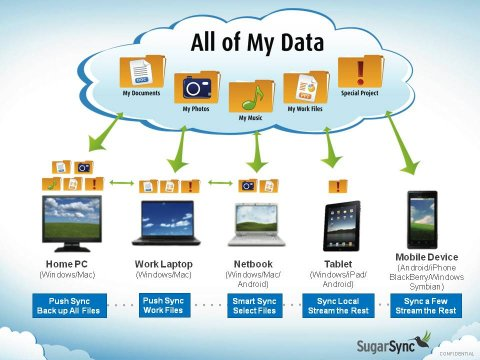 All of My Data
My Documents
My Photos
My Music
My Work Files
Special Project
Home PC
(Windows/Mac)
Push Sync
Back up All Files
Work Laptop
(Windows/Mac)
Push Sync
Work Files
Netbook
(Windows/Mac/
Android)
Smart Sync
Select Files
Tablet
(Windows/iPad/
Android)
Sync Local
Stream the Rest
Mobile Device
(Android/iPhone
BlackBerry/Windows
Symbian)
Sync a Few
Stream the Rest
SugarSync
CONFIDENTIAL